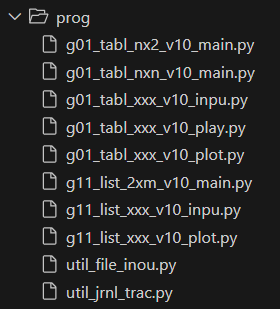 prog
g01_tabl_nx2_v10_main.py
g01_tabl_nxn_v10_main.py
g01_tabl_xxx_v10_inpu.py
g01_tabl_xxx_v10_play.py
g01_tabl_xxx_v10_plot.py
g11_list_2xm_v10_main.py
g11_list_xxx_v10_inpu.py
g11_list_xxx_v10_plot.py
util_file_inou.py
util_jrnl_trac.py